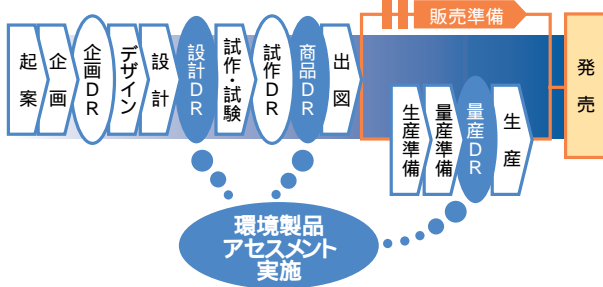 起案
企画
企画DR
デザイン
設計
設計DR
試作・試験
試作DR
商品DR
出図
販売準備
生産準備
量産準備
量産DR
生産
発売
環境製品
アセスメント
実施